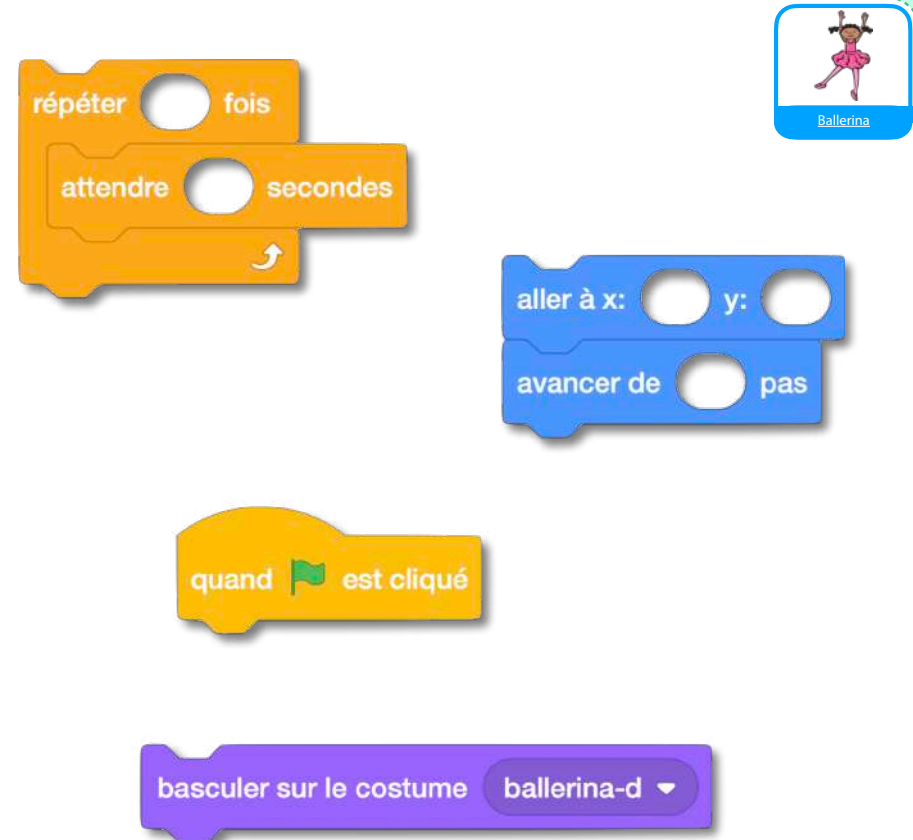 Ballerina
répéter fois
attendre secondes
aller à x: y:
avancer de pas
quand est cliqué
basculer sur le costume ballerina-d